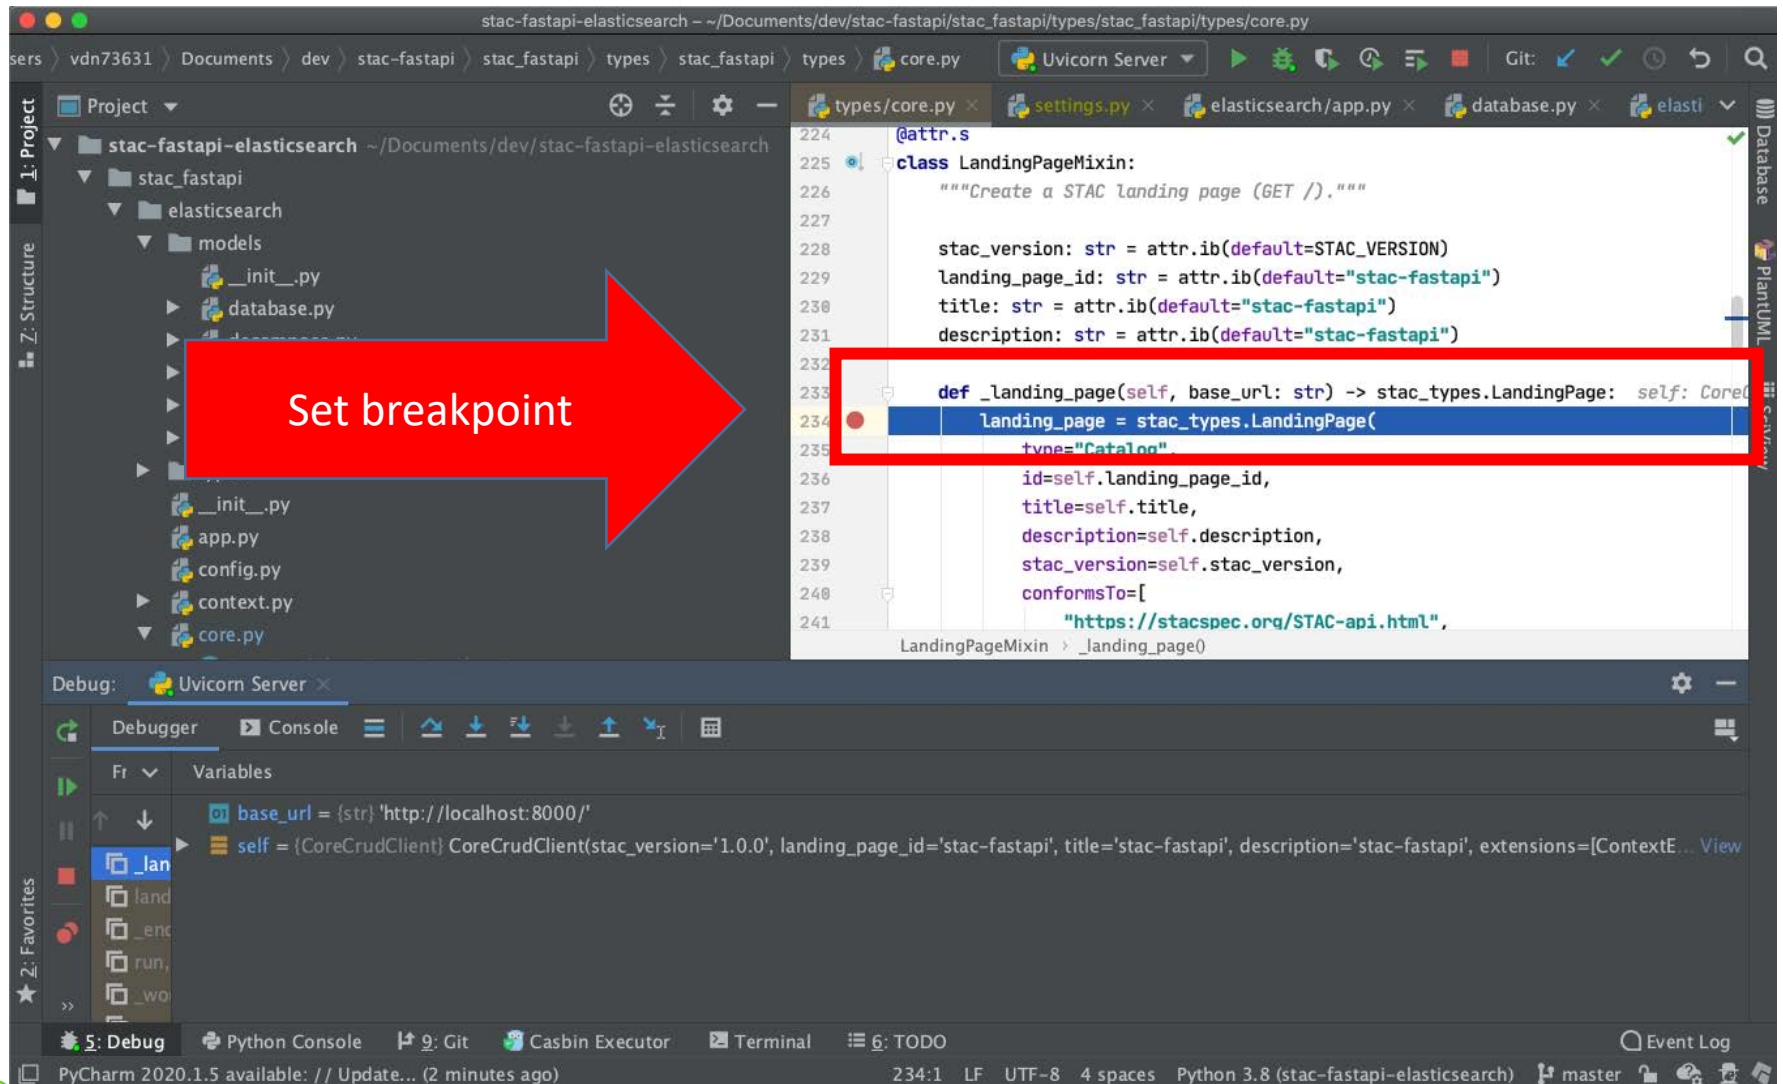 stac-fastapi-elasticsearch – ~/Documents/dev/stac-fastapi/stac_fastapi/types/stac_fastapi/types/core.py
sers vdn73631 Documents dev stac-fastapi stac_fastapi types stac_fastapi types core.py Uvicorn Server Git:
1: Project
Z: Structure
2: Favorites
Project
stac-fastapi-elasticsearch ~/Documents/dev/stac-fastapi-elasticsearch
stac_fastapi
elasticsearch
models
__init__.py
database.py
__init__.py
app.py
config.py
context.py
core.py
Set breakpoint
types/core.py settings.py elasticsearch/app.py database.py elasti
224 @attr.s
225 class LandingPageMixin:
226 """Create a STAC landing page (GET /)."""
227
228 stac_version: str = attr.ib(default=STAC_VERSION)
229 landing_page_id: str = attr.ib(default="stac-fastapi")
230 title: str = attr.ib(default="stac-fastapi")
231 description: str = attr.ib(default="stac-fastapi")
232
233 def _landing_page(self, base_url: str) -> stac_types.LandingPage: self: CoreC
234 landing_page = stac_types.LandingPage(
235 type="Catalog",
236 id=self.landing_page_id,
237 title=self.title,
238 description=self.description,
239 stac_version=self.stac_version,
240 conformsTo=[
241 "https://stacspec.org/STAC-api.html",
LandingPageMixin › _landing_page()
Database
PlantUML
SciView
Debug: Uvicorn Server
Debugger Console
Fr Variables
base_url = {str} 'http://localhost:8000/'
self = {CoreCrudClient} CoreCrudClient(stac_version='1.0.0', landing_page_id='stac-fastapi', title='stac-fastapi', description='stac-fastapi', extensions=[ContextE... View
_lan
land
_enc
run,
_wo
5: Debug Python Console 9: Git Casbin Executor Terminal 6: TODO Event Log
PyCharm 2020.1.5 available: // Update... (2 minutes ago) 234:1 LF UTF-8 4 spaces Python 3.8 (stac-fastapi-elasticsearch) master